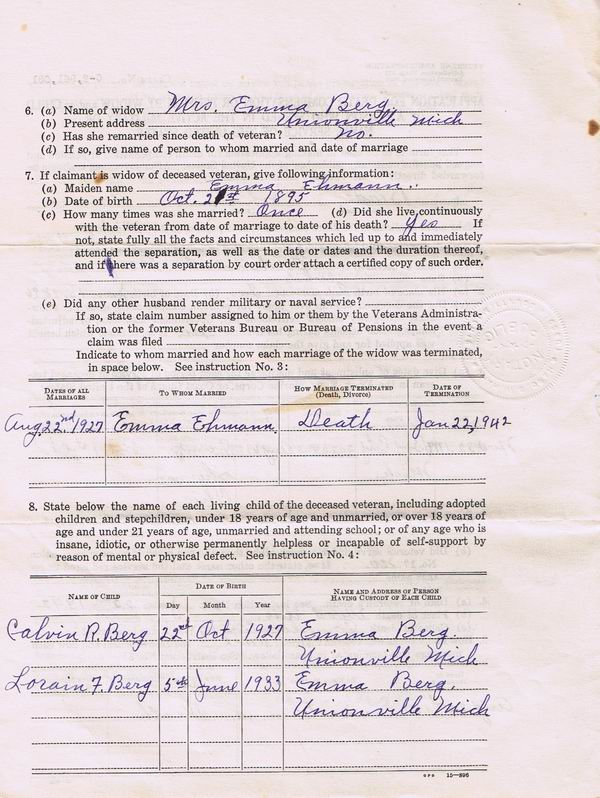 6. (a) Name of widow Mrs. Emma Berg.
(b) Present address Unionville Mich
(c) Has she remarried since death of veteran? No.
(d) If so, give name of person to whom married and date of marriage
7. If claimant is widow of deceased veteran, give following information:
(a) Maiden name Emma Ehmann.
(b) Date of birth Oct. 21st 1895
(c) How many times was she married? Once (d) Did she live continuously
with the veteran from date of marriage to date of his death? Yes If
not, state fully all the facts and circumstances which led up to and immediately
attended the separation, as well as the date or dates and the duration thereof,
and if there was a separation by court order attach a certified copy of such order.
(e) Did any other husband render military or naval service?
If so, state claim number assigned to him or them by the Veterans Administra-
tion or the former Veterans Bureau or Bureau of Pensions in the event a
claim was filed
Indicate to whom married and how each marriage of the widow was terminated,
in space below. See instruction No. 3:
DATES OF ALL MARRIAGES TO WHOM MARRIED HOW MARRIAGE TERMINATED (Death, Divorce) DATE OF TERMINATION
Aug. 22nd 1927 Emma Ehmann. Death Jan 22, 1942
8. State below the name of each living child of the deceased veteran, including adopted
children and stepchildren, under 18 years of age and unmarried, or over 18 years of
age and under 21 years of age, unmarried and attending school; or of any age who is
insane, idiotic, or otherwise permanently helpless or incapable of self-support by
reason of mental or physical defect. See instruction No. 4:
NAME OF CHILD DATE OF BIRTH NAME AND ADDRESS OF PERSON HAVING CUSTODY OF EACH CHILD
Day Month Year
Calvin R. Berg 22nd Oct 1927 Emma Berg.
Unionville Mich
Lorain F. Berg 5th June 1933 Emma Berg.
Unionville Mich
GPO 15—896